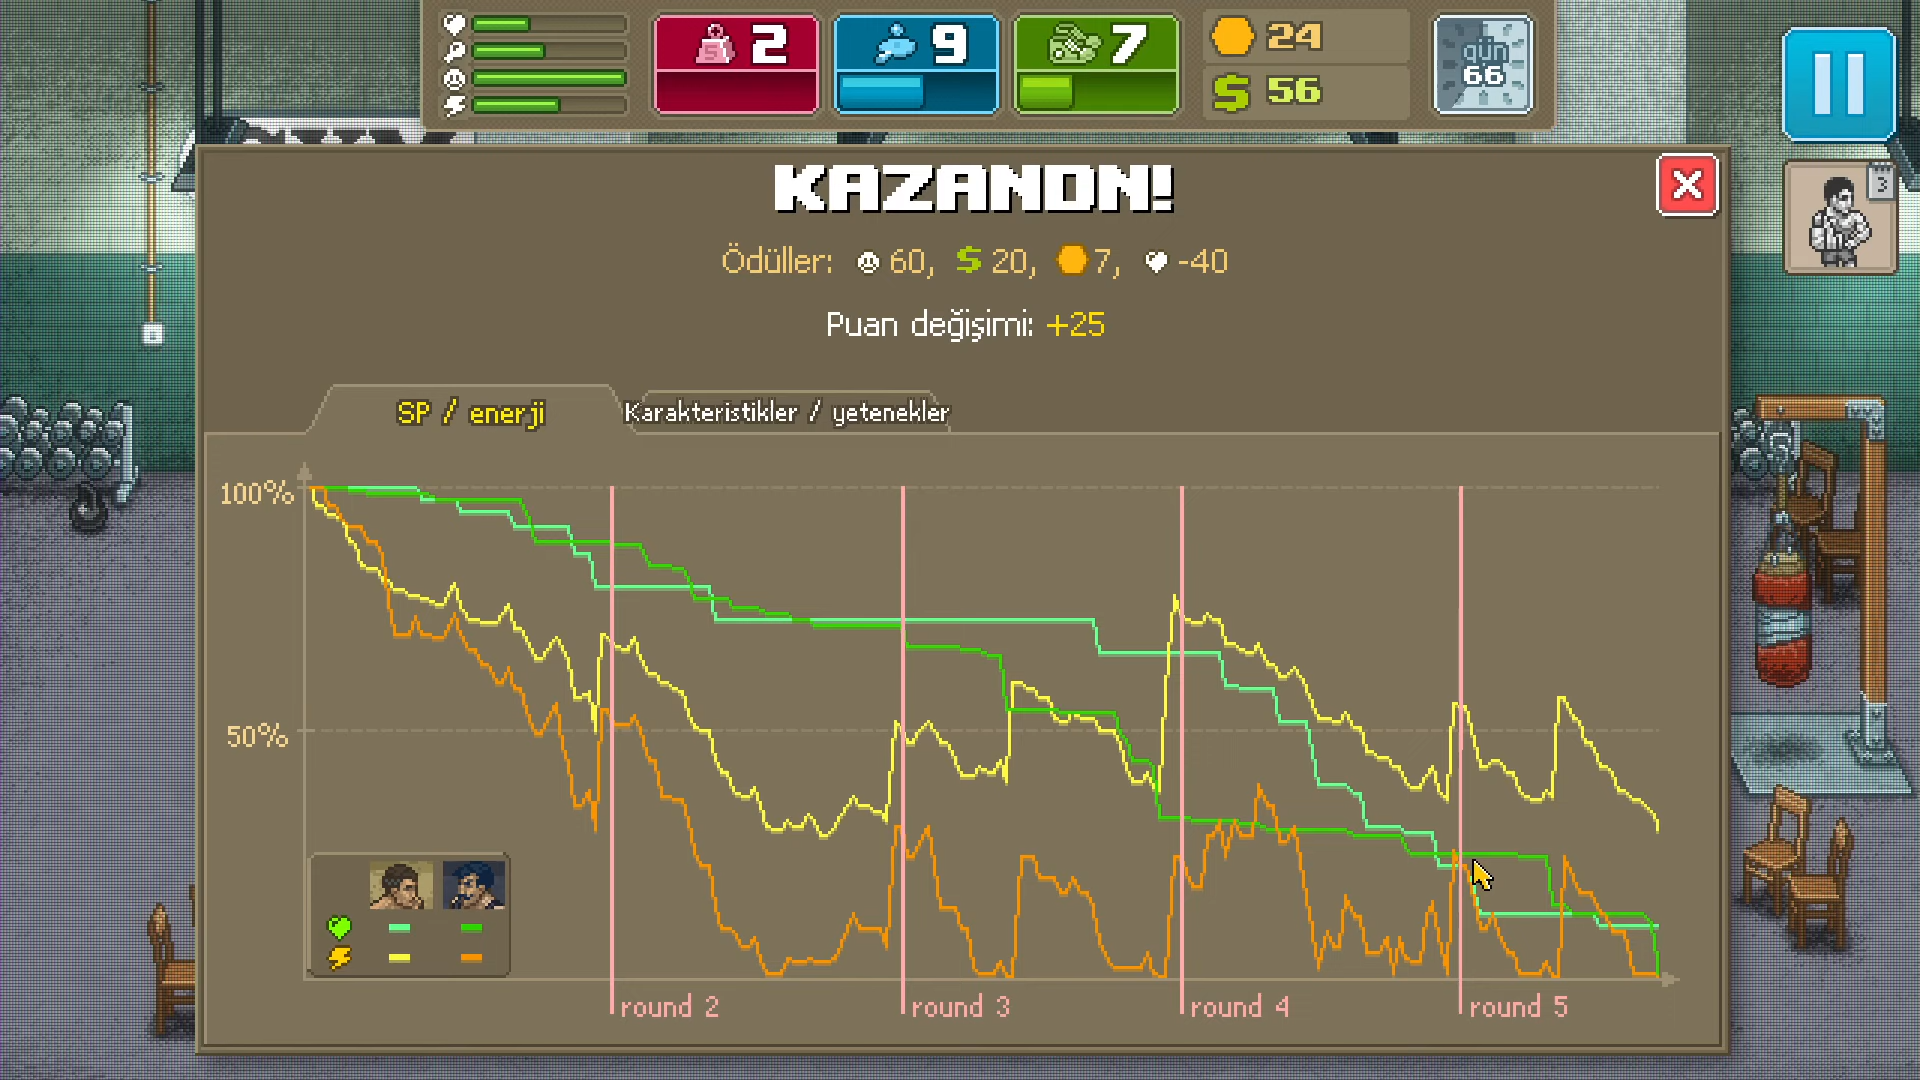 2
9
7
24
56
gün
66
3
KAZANDN!
Ödüller: 60, $ 20, 7, -40
Puan değişimi: +25
SP / enerji
Karakteristikler / yetenekler
100%
50%
round 2
round 3
round 4
round 5